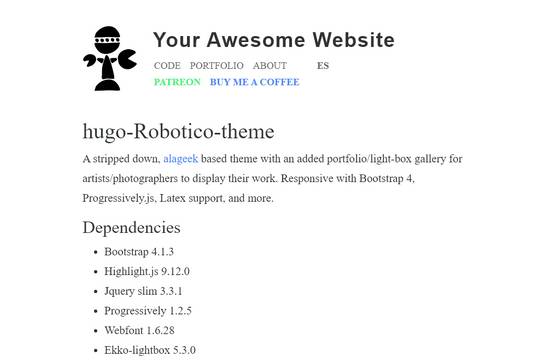 Your Awesome Website
CODE PORTFOLIO ABOUT ES
PATREON BUY ME A COFFEE
hugo-Robotico-theme
A stripped down, alageek based theme with an added portfolio/light-box gallery for
artists/photographers to display their work. Responsive with Bootstrap 4,
Progressively.js, Latex support, and more.
Dependencies
• Bootstrap 4.1.3
• Highlight.js 9.12.0
• Jquery slim 3.3.1
• Progressively 1.2.5
• Webfont 1.6.28
• Ekko-lightbox 5.3.0